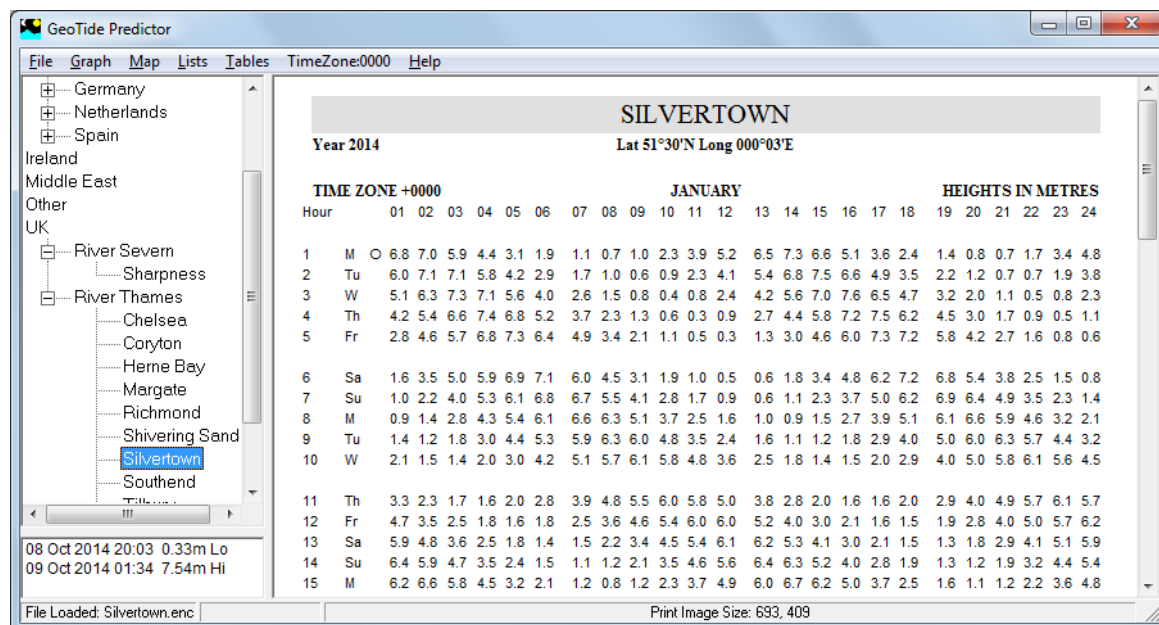 GeoTide Predictor
File Graph Map Lists Tables TimeZone:0000 Help
Germany
Netherlands
Spain
Ireland
Middle East
Other
UK
River Severn
Sharpness
River Thames
Chelsea
Coryton
Herne Bay
Margate
Richmond
Shivering Sand
Silvertown
Southend
08 Oct 2014 20:03 0.33m Lo
09 Oct 2014 01:34 7.54m Hi
SILVERTOWN
Year 2014 Lat 51°30'N Long 000°03'E
TIME ZONE +0000 JANUARY HEIGHTS IN METRES
Hour 01 02 03 04 05 06 07 08 09 10 11 12 13 14 15 16 17 18 19 20 21 22 23 24
1 M O 6.8 7.0 5.9 4.4 3.1 1.9 1.1 0.7 1.0 2.3 3.9 5.2 6.5 7.3 6.6 5.1 3.6 2.4 1.4 0.8 0.7 1.7 3.4 4.8
2 Tu 6.0 7.1 7.1 5.8 4.2 2.9 1.7 1.0 0.6 0.9 2.3 4.1 5.4 6.8 7.5 6.6 4.9 3.5 2.2 1.2 0.7 0.7 1.9 3.8
3 W 5.1 6.3 7.3 7.1 5.6 4.0 2.6 1.5 0.8 0.4 0.8 2.4 4.2 5.6 7.0 7.6 6.5 4.7 3.2 2.0 1.1 0.5 0.8 2.3
4 Th 4.2 5.4 6.6 7.4 6.8 5.2 3.7 2.3 1.3 0.6 0.3 0.9 2.7 4.4 5.8 7.2 7.5 6.2 4.5 3.0 1.7 0.9 0.5 1.1
5 Fr 2.8 4.6 5.7 6.8 7.3 6.4 4.9 3.4 2.1 1.1 0.5 0.3 1.3 3.0 4.6 6.0 7.3 7.2 5.8 4.2 2.7 1.6 0.8 0.6
6 Sa 1.6 3.5 5.0 5.9 6.9 7.1 6.0 4.5 3.1 1.9 1.0 0.5 0.6 1.8 3.4 4.8 6.2 7.2 6.8 5.4 3.8 2.5 1.5 0.8
7 Su 1.0 2.2 4.0 5.3 6.1 6.8 6.7 5.5 4.1 2.8 1.7 0.9 0.6 1.1 2.3 3.7 5.0 6.2 6.9 6.4 4.9 3.5 2.3 1.4
8 M 0.9 1.4 2.8 4.3 5.4 6.1 6.6 6.3 5.1 3.7 2.5 1.6 1.0 0.9 1.5 2.7 3.9 5.1 6.1 6.6 5.9 4.6 3.2 2.1
9 Tu 1.4 1.2 1.8 3.0 4.4 5.3 5.9 6.3 6.0 4.8 3.5 2.4 1.6 1.1 1.2 1.8 2.9 4.0 5.0 6.0 6.3 5.7 4.4 3.2
10 W 2.1 1.5 1.4 2.0 3.0 4.2 5.1 5.7 6.1 5.8 4.8 3.6 2.5 1.8 1.4 1.5 2.0 2.9 4.0 5.0 5.8 6.1 5.6 4.5
11 Th 3.3 2.3 1.7 1.6 2.0 2.8 3.9 4.8 5.5 6.0 5.8 5.0 3.8 2.8 2.0 1.6 1.6 2.0 2.9 4.0 4.9 5.7 6.1 5.7
12 Fr 4.7 3.5 2.5 1.8 1.6 1.8 2.5 3.6 4.6 5.4 6.0 6.0 5.2 4.0 3.0 2.1 1.6 1.5 1.9 2.8 4.0 5.0 5.7 6.2
13 Sa 5.9 4.8 3.6 2.5 1.8 1.4 1.5 2.2 3.4 4.5 5.4 6.1 6.2 5.3 4.1 3.0 2.1 1.5 1.3 1.8 2.9 4.1 5.1 5.9
14 Su 6.4 5.9 4.7 3.5 2.4 1.5 1.1 1.2 2.1 3.5 4.6 5.6 6.4 6.3 5.2 4.0 2.8 1.9 1.3 1.2 1.9 3.2 4.4 5.4
15 M 6.2 6.6 5.8 4.5 3.2 2.1 1.2 0.8 1.2 2.3 3.7 4.9 6.0 6.7 6.2 5.0 3.7 2.5 1.6 1.1 1.2 2.2 3.6 4.8
File Loaded: Silvertown.enc Print Image Size: 693, 409